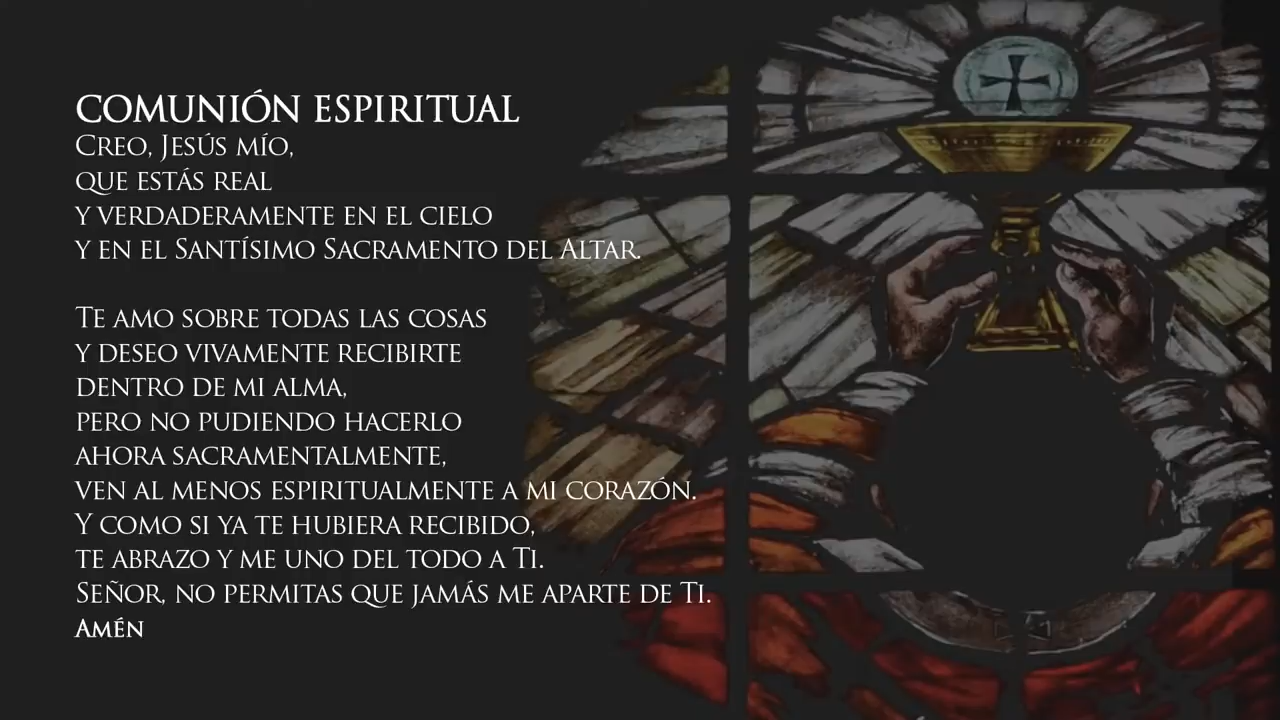 COMUNIÓN ESPIRITUAL
CREO, JESÚS MÍO,
QUE ESTÁS REAL
Y VERDADERAMENTE EN EL CIELO
Y EN EL SANTÍSIMO SACRAMENTO DEL ALTAR.
TE AMO SOBRE TODAS LAS COSAS
Y DESEO VIVAMENTE RECIBIRTE
DENTRO DE MI ALMA,
PERO NO PUDIENDO HACERLO
AHORA SACRAMENTALMENTE,
VEN AL MENOS ESPIRITUALMENTE A MI CORAZÓN.
Y COMO SI YA TE HUBIERA RECIBIDO,
TE ABRAZO Y ME UNO DEL TODO A TI.
SEÑOR, NO PERMITAS QUE JAMÁS ME APARTE DE TI.
AMÉN